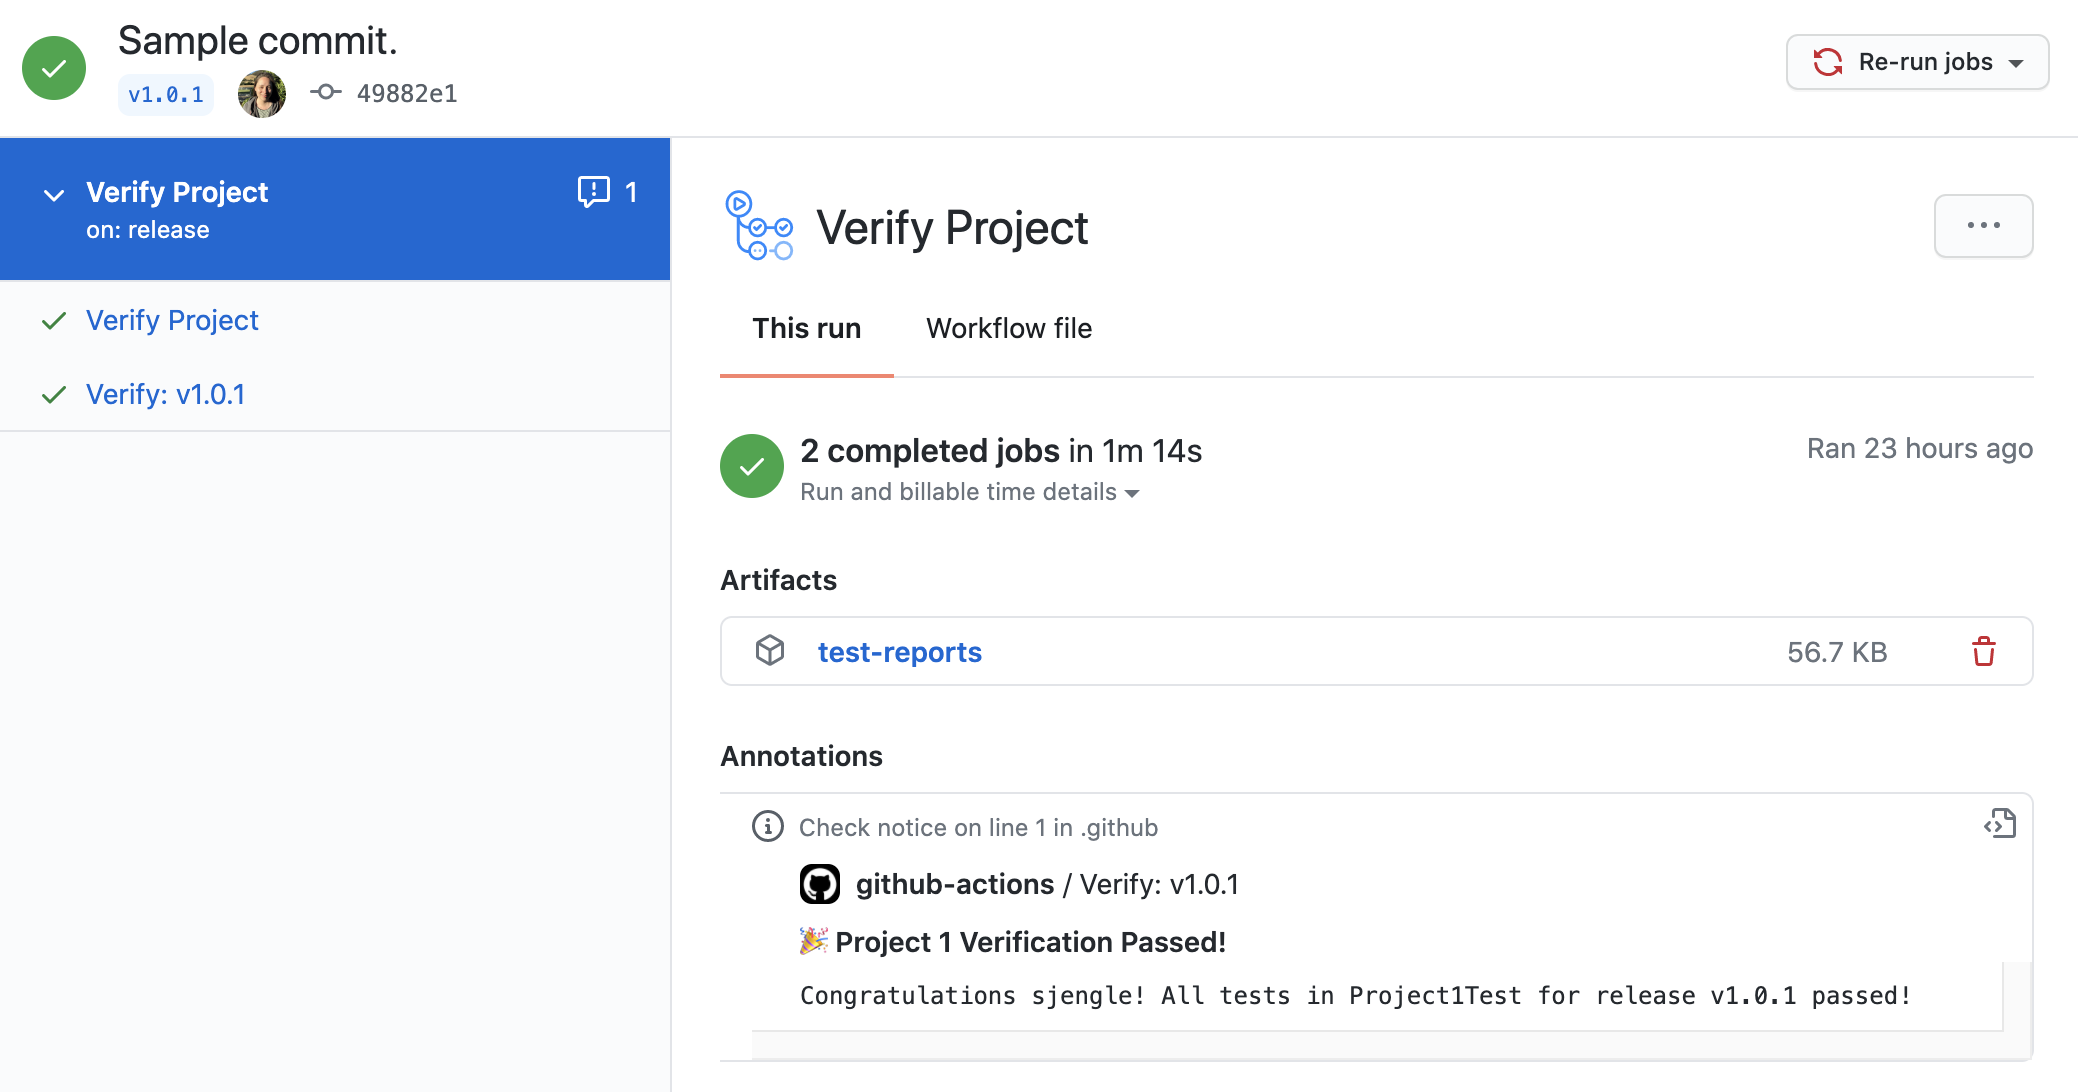 Sample commit.
v1.0.1 49882e1
Re-run jobs
Verify Project 1
on: release
Verify Project
Verify: v1.0.1
Verify Project
This run Workflow file
2 completed jobs in 1m 14s
Ran 23 hours ago
Run and billable time details
Artifacts
test-reports 56.7 KB
Annotations
Check notice on line 1 in .github
github-actions / Verify: v1.0.1
🎉 Project 1 Verification Passed!
Congratulations sjengle! All tests in Project1Test for release v1.0.1 passed!